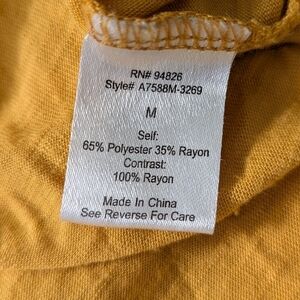 RN# 94826
Style# A7588M-3269
M
Self:
65% Polyester 35% Rayon
Contrast:
100% Rayon
Made In China
See Reverse For Care